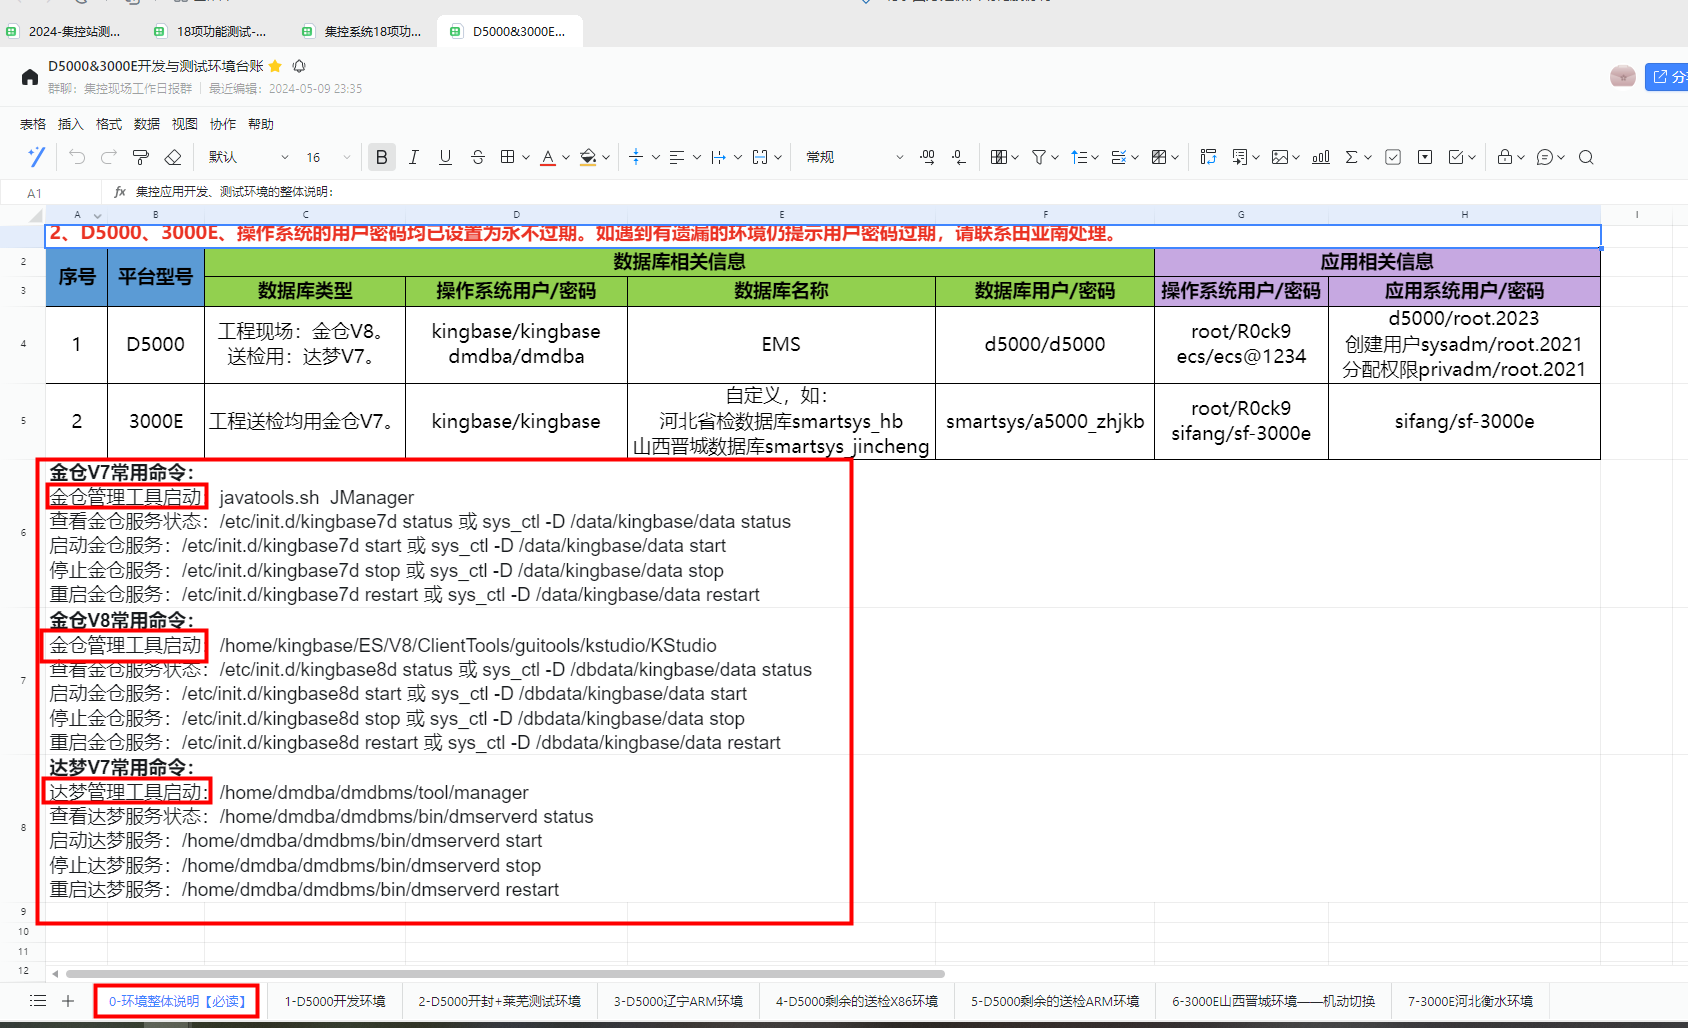 2024-集控站测...
18项功能测试-...
集控系统18项功...
D5000&3000E...
D5000&3000E开发与测试环境台账
分享
群聊：集控现场工作日报群 | 最近编辑：2024-05-09 23:35
表格 插入 格式 数据 视图 协作 帮助
默认 16 B I U S A 常规 .00 .0
A1 fx 集控应用开发、测试环境的整体说明：
A B C D E F G H I
2、D5000、3000E、操作系统的用户密码均已设置为永不过期。如遇到有遗漏的环境仍提示用户密码过期，请联系田亚南处理。
2 序号 平台型号 数据库相关信息 应用相关信息
3 数据库类型 操作系统用户/密码 数据库名称 数据库用户/密码 操作系统用户/密码 应用系统用户/密码
4 1 D5000
工程现场：金仓V8。
送检用：达梦V7。
kingbase/kingbase
dmdba/dmdba
EMS
d5000/d5000
root/R0ck9
ecs/ecs@1234
d5000/root.2023
创建用户sysadm/root.2021
分配权限privadm/root.2021
5 2 3000E
工程送检均用金仓V7。
kingbase/kingbase
自定义，如：
河北省检数据库smartsys_hb
山西晋城数据库smartsys_jincheng
smartsys/a5000_zhjkb
root/R0ck9
sifang/sf-3000e
sifang/sf-3000e
6
金仓V7常用命令：
金仓管理工具启动：javatools.sh  JManager
查看金仓服务状态：/etc/init.d/kingbase7d status 或 sys_ctl -D /data/kingbase/data status
启动金仓服务：/etc/init.d/kingbase7d start 或 sys_ctl -D /data/kingbase/data start
停止金仓服务：/etc/init.d/kingbase7d stop 或 sys_ctl -D /data/kingbase/data stop
重启金仓服务：/etc/init.d/kingbase7d restart 或 sys_ctl -D /data/kingbase/data restart
7
金仓V8常用命令：
金仓管理工具启动：/home/kingbase/ES/V8/ClientTools/guitools/kstudio/KStudio
查看金仓服务状态：/etc/init.d/kingbase8d status 或 sys_ctl -D /dbdata/kingbase/data status
启动金仓服务：/etc/init.d/kingbase8d start 或 sys_ctl -D /dbdata/kingbase/data start
停止金仓服务：/etc/init.d/kingbase8d stop 或 sys_ctl -D /dbdata/kingbase/data stop
重启金仓服务：/etc/init.d/kingbase8d restart 或 sys_ctl -D /dbdata/kingbase/data restart
8
达梦V7常用命令：
达梦管理工具启动：/home/dmdba/dmdbms/tool/manager
查看达梦服务状态：/home/dmdba/dmdbms/bin/dmserverd status
启动达梦服务：/home/dmdba/dmdbms/bin/dmserverd start
停止达梦服务：/home/dmdba/dmdbms/bin/dmserverd stop
重启达梦服务：/home/dmdba/dmdbms/bin/dmserverd restart
9
10
11
12
0-环境整体说明【必读】
1-D5000开发环境
2-D5000开封+莱芜测试环境
3-D5000辽宁ARM环境
4-D5000剩余的送检X86环境
5-D5000剩余的送检ARM环境
6-3000E山西晋城环境——机动切换
7-3000E河北衡水环境